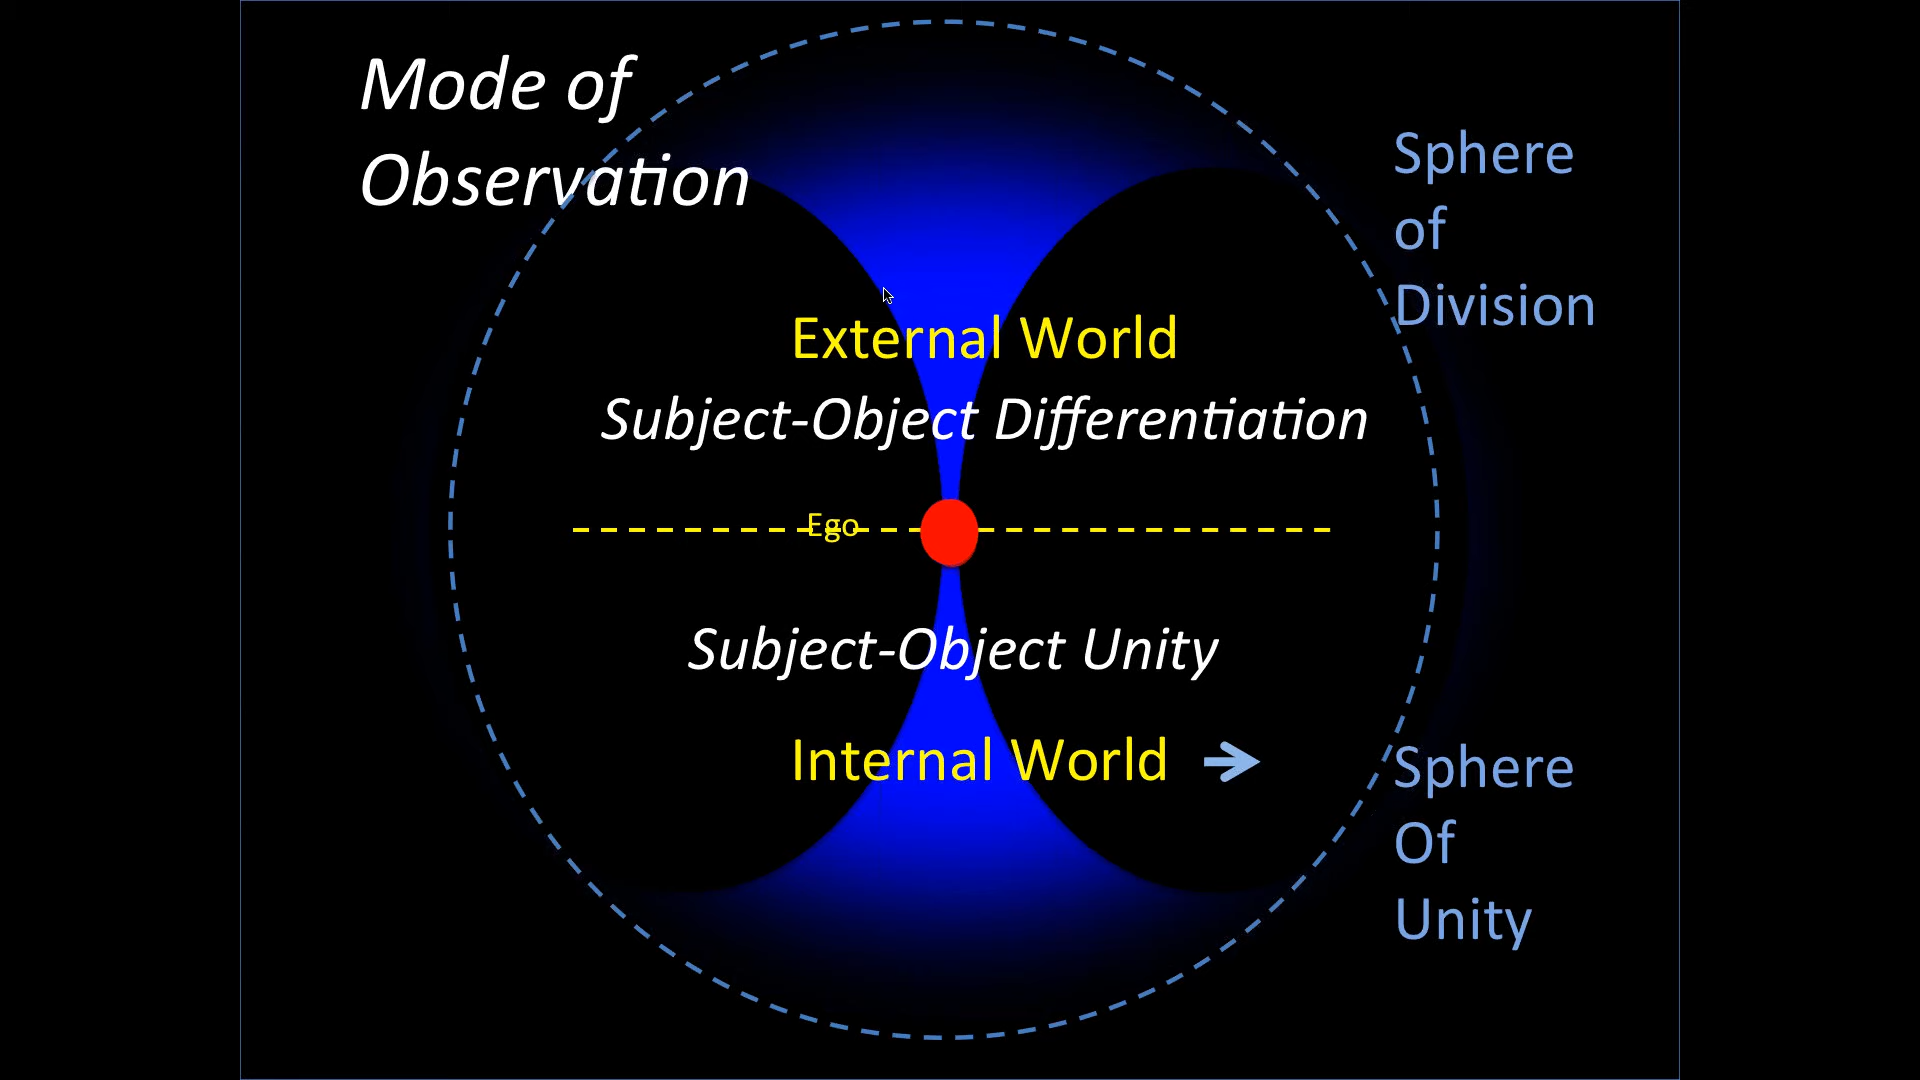 Mode of
Observation
Sphere
of
Division
External World
Subject-Object Differentiation
Ego
Subject-Object Unity
Internal World
Sphere
Of
Unity